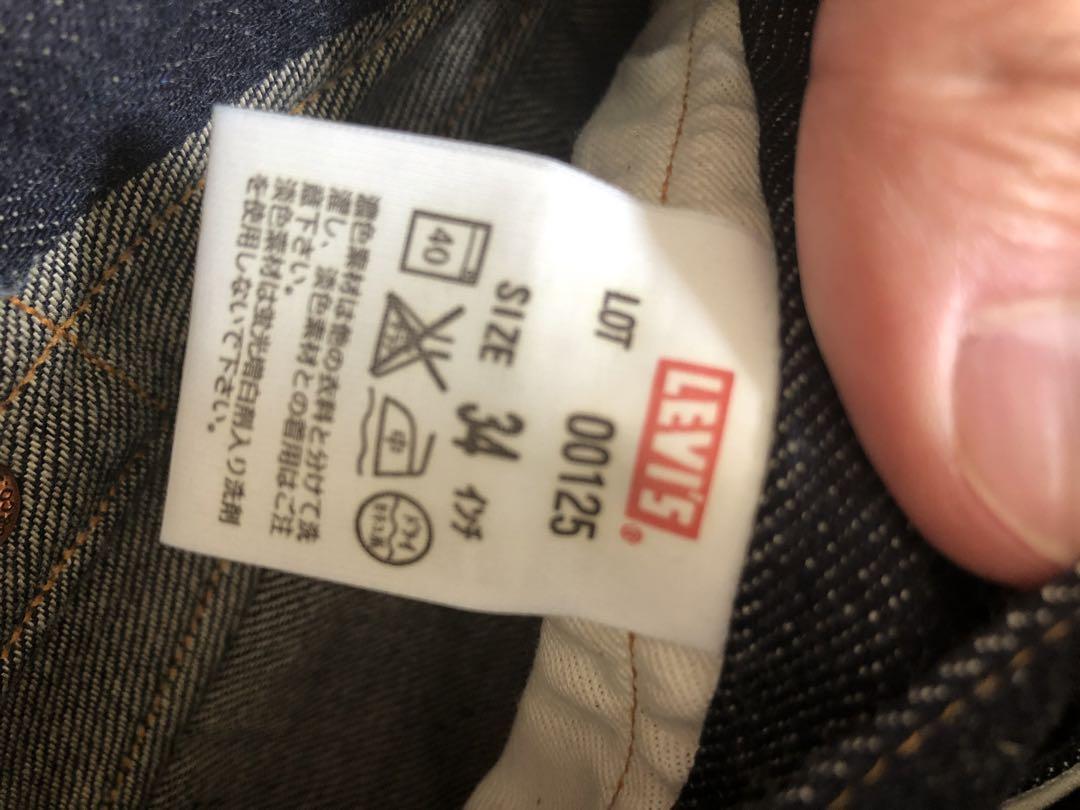 LEVI'S®
LOT 00125
SIZE 34 ｲﾝﾁ
40 中 ドライ
濃色素材は他の衣料と分けて洗
濯し、淡色素材との着用はご注
意下さい。
淡色素材は蛍光増白剤入り洗剤
を使用しないで下さい。